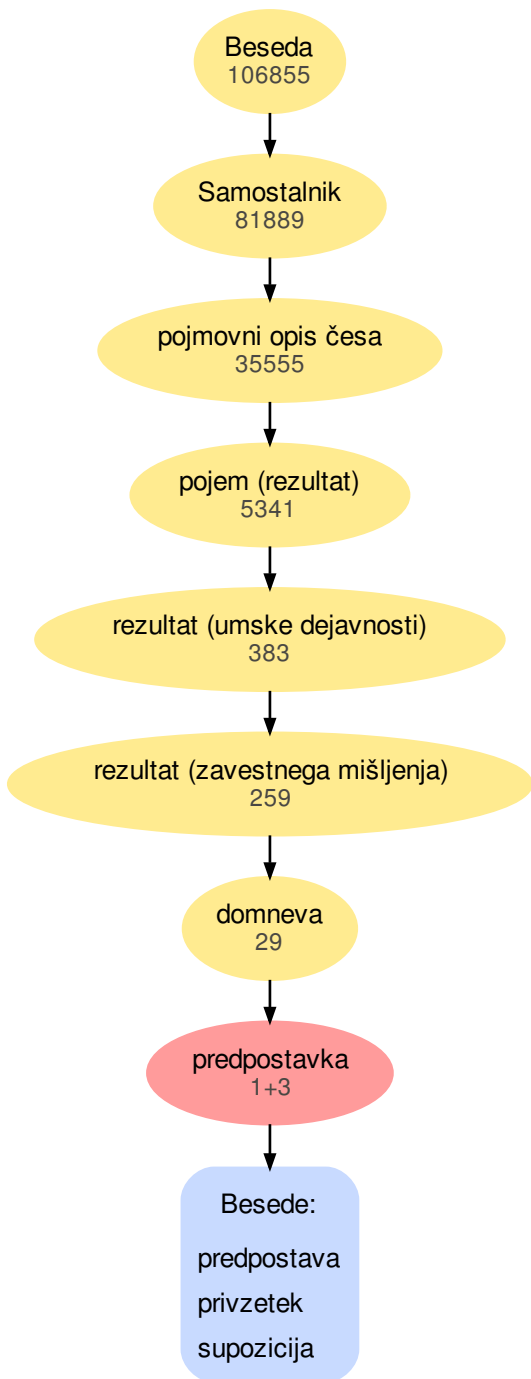 Beseda
106855
Samostalnik
81889
pojmovni opis česa
35555
pojem (rezultat)
5341
rezultat (umske dejavnosti)
383
rezultat (zavestnega mišljenja)
259
domneva
29
predpostavka
1+3
Besede:
predpostava
privzetek
supozicija